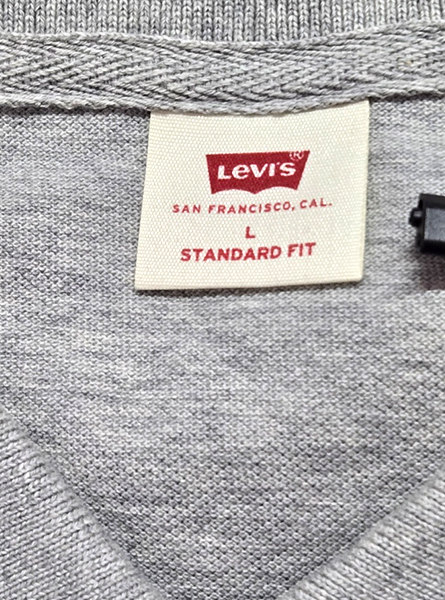 Levi's®
SAN FRANCISCO, CAL.
L
STANDARD FIT